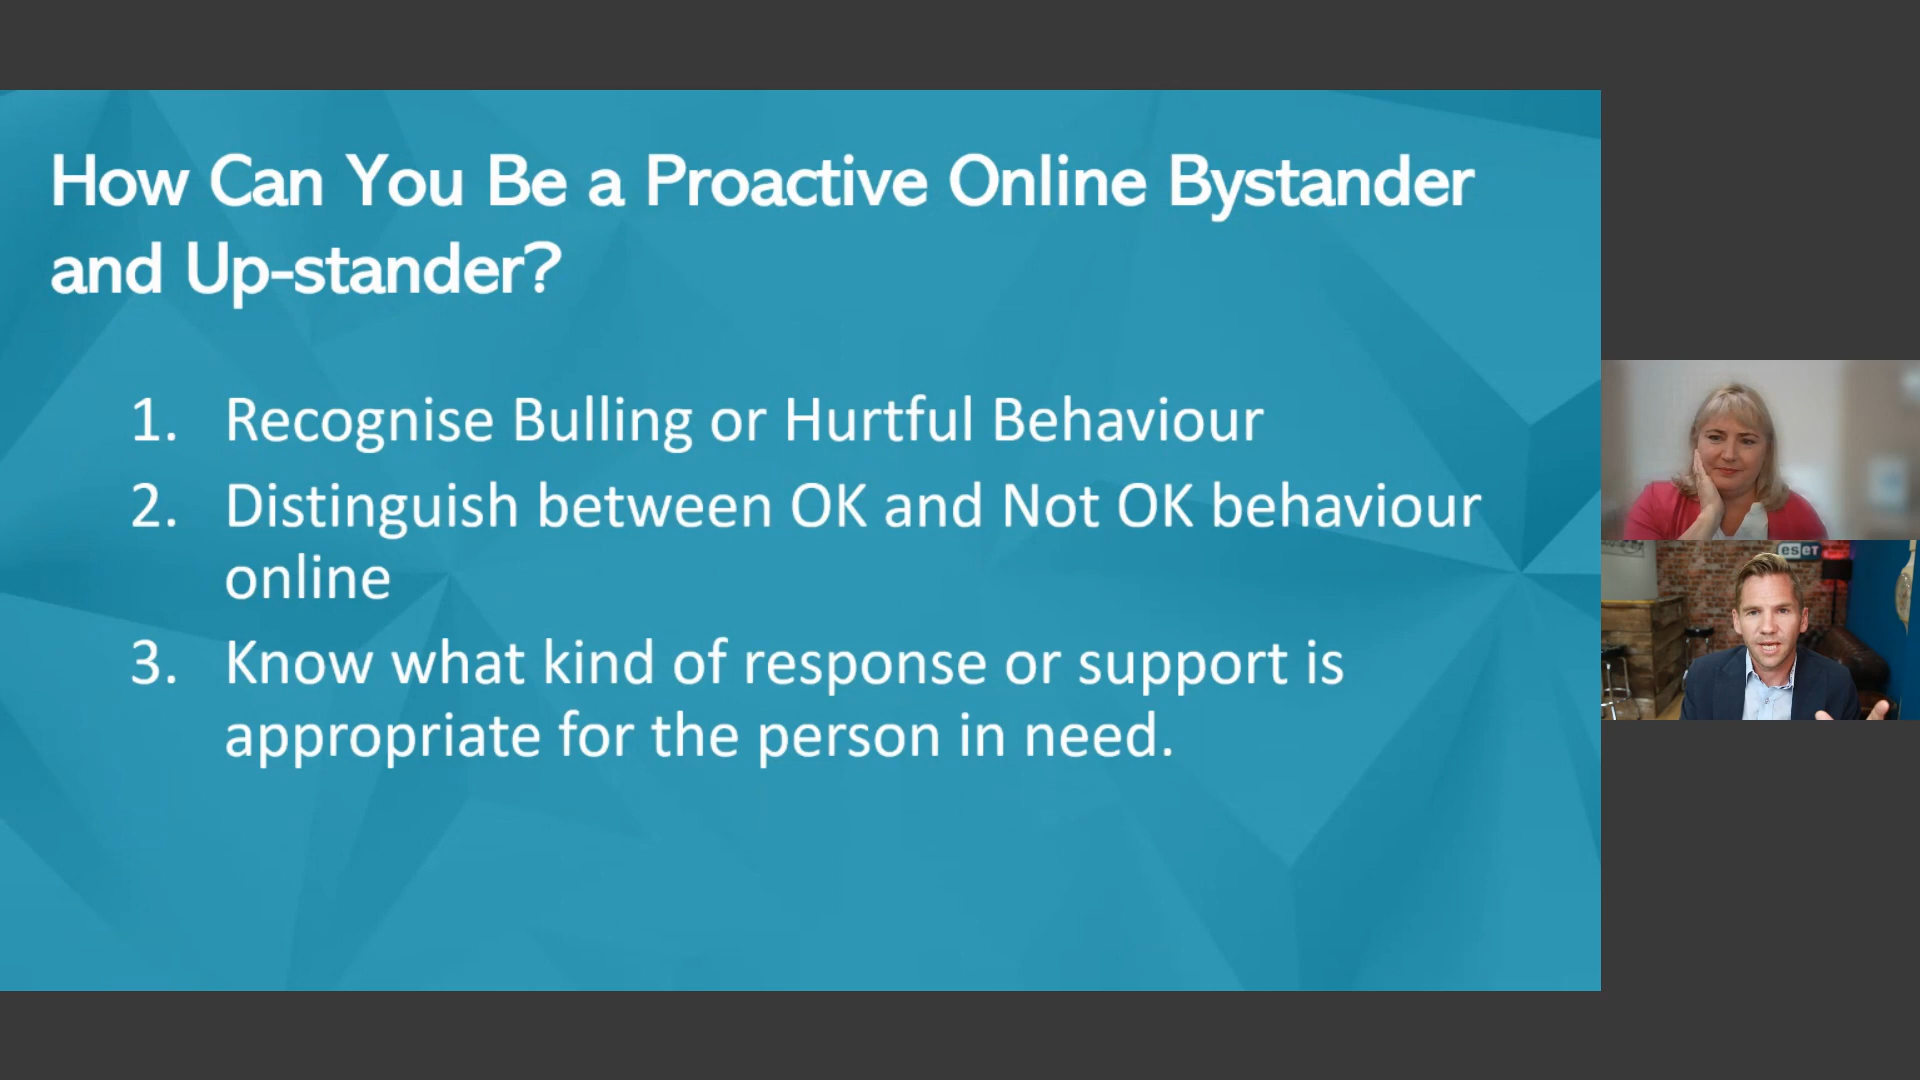 How Can You Be a Proactive Online Bystander
and Up-stander?
1. Recognise Bulling or Hurtful Behaviour
2. Distinguish between OK and Not OK behaviour
online
3. Know what kind of response or support is
appropriate for the person in need.
eseT